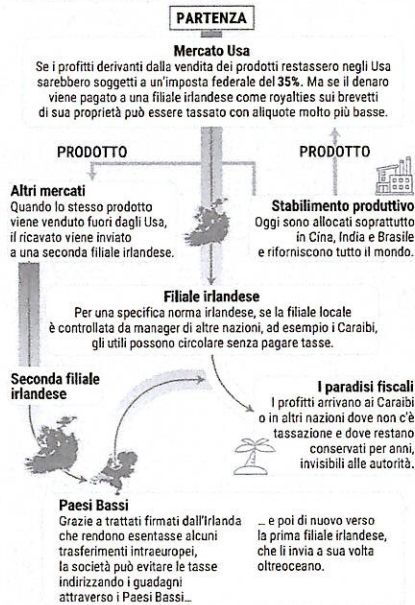 PARTENZA
Mercato Usa
Se i profitti derivanti dalla vendita dei prodotti restassero negli Usa
sarebbero soggetti a un'imposta federale del 35%. Ma se il denaro
viene pagato a una filiale irlandese come royalties sui brevetti
di sua proprietà può essere tassato con aliquote molto più basse.
PRODOTTO
PRODOTTO
Altri mercati
Quando lo stesso prodotto
viene venduto fuori dagli Usa,
il ricavato viene inviato
a una seconda filiale irlandese.
Stabilimento produttivo
Oggi sono allocati soprattutto
in Cina, India e Brasile
e riforniscono tutto il mondo.
Filiale irlandese
Per una specifica norma irlandese, se la filiale locale
è controllata da manager di altre nazioni, ad esempio i Caraibi,
gli utili possono circolare senza pagare tasse.
Seconda filiale
irlandese
I paradisi fiscali
I profitti arrivano ai Caraibi
o in altri nazioni dove non c'è
tassazione e dove restano
conservati per anni,
invisibili alle autorità.
Paesi Bassi
Grazie a trattati firmati dall'Irlanda
che rendono esentasse alcuni
trasferimenti intraeuropei,
la società può evitare le tasse
indirizzando i guadagni
attraverso i Paesi Bassi...
... e poi di nuovo verso
la prima filiale irlandese,
che li invia a sua volta
oltreoceano.